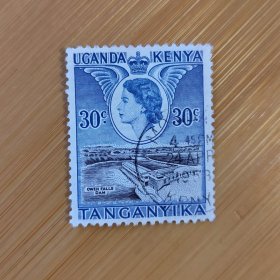 UGANDA KENYA
30c 30c
OWEN FALLS
DAM
TANGANYIKA